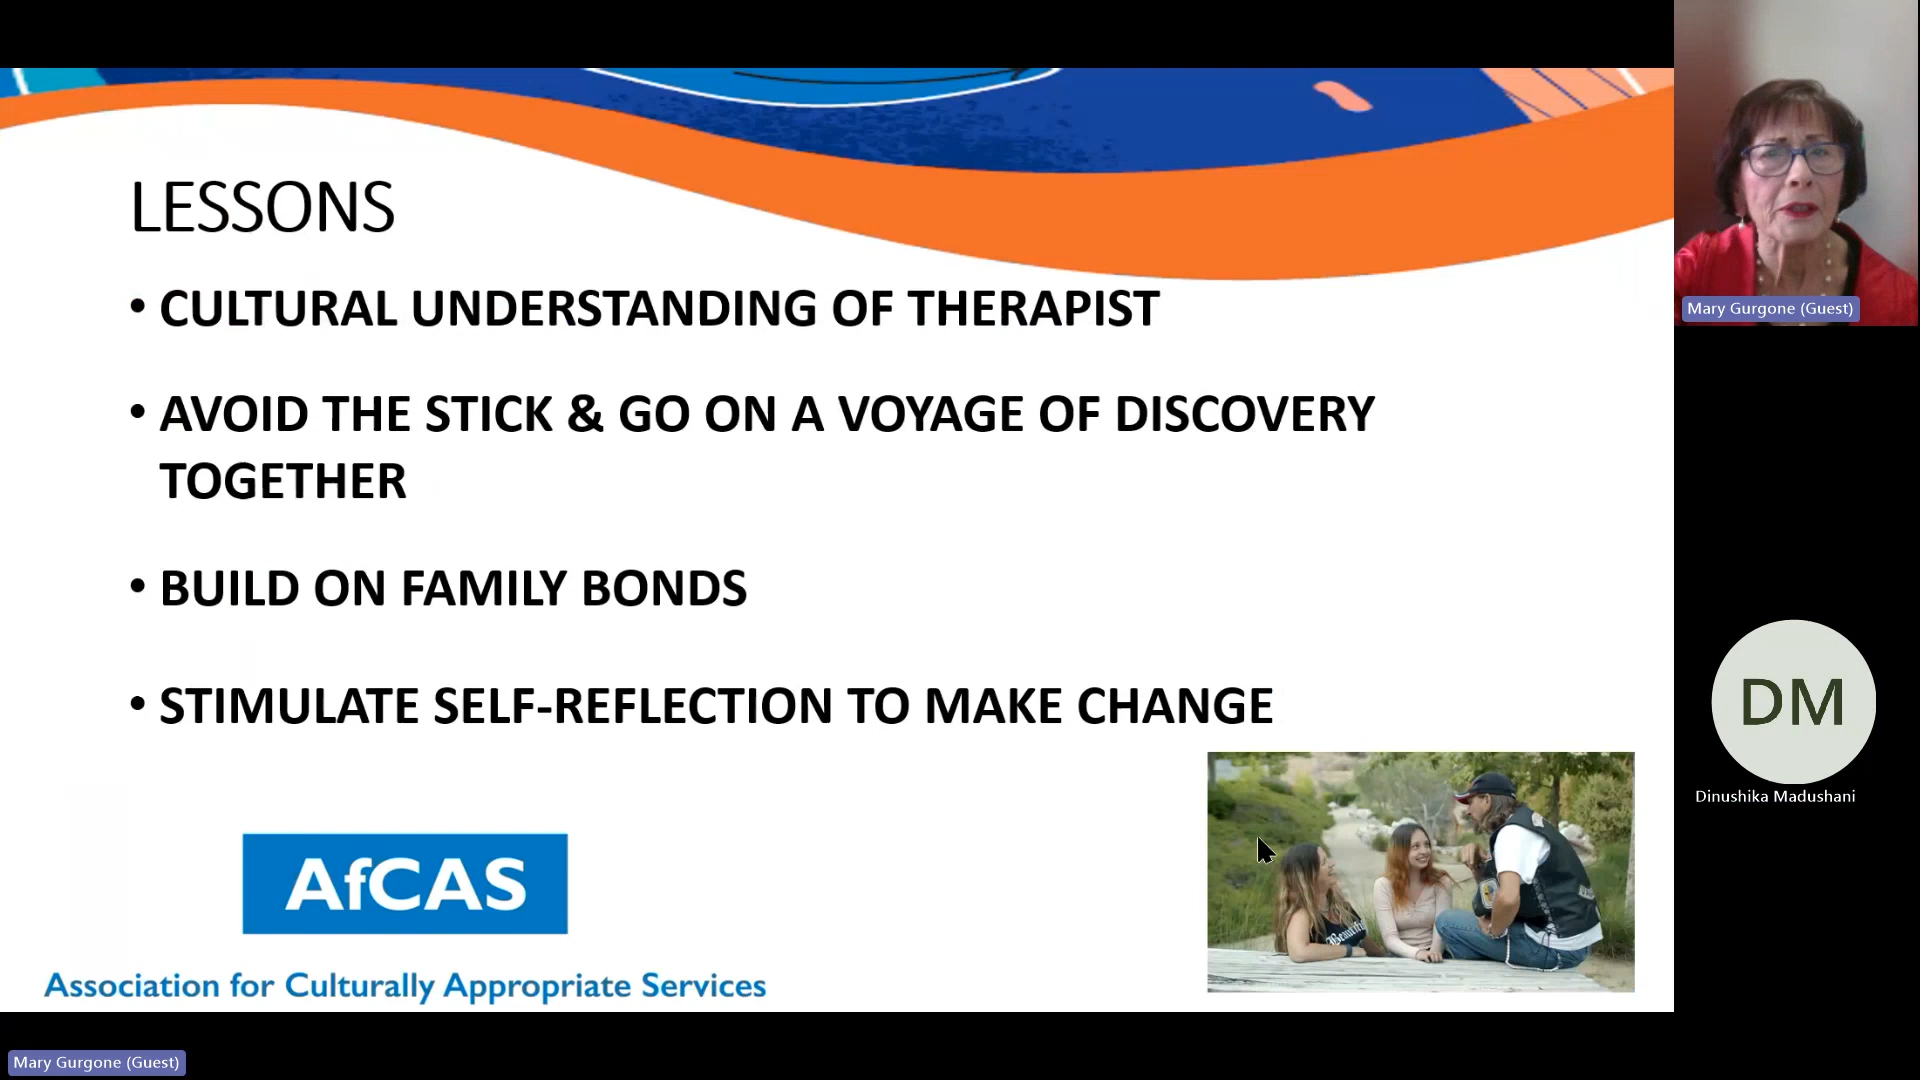 LESSONS
• CULTURAL UNDERSTANDING OF THERAPIST
• AVOID THE STICK & GO ON A VOYAGE OF DISCOVERY
TOGETHER
• BUILD ON FAMILY BONDS
• STIMULATE SELF-REFLECTION TO MAKE CHANGE
AfCAS
Association for Culturally Appropriate Services
Beautiful
Mary Gurgone (Guest)
DM
Dinushika Madushani
Mary Gurgone (Guest)